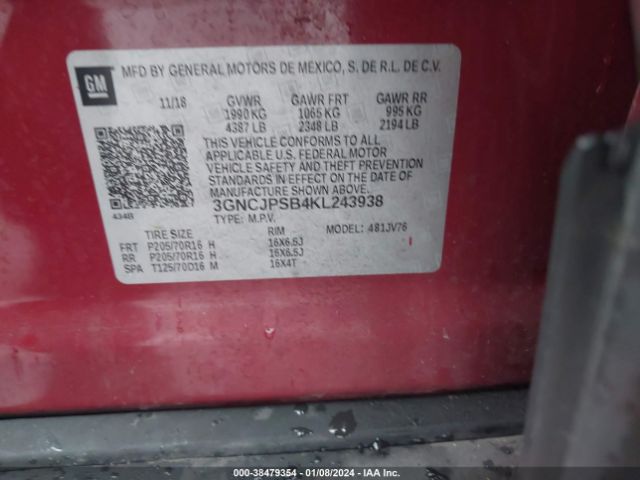 GM
MFD BY GENERAL MOTORS DE MEXICO, S. DE R.L. DE C.V.
11/18 GVWR GAWR FRT GAWR RR
1990 KG 1065 KG 995 KG
4387 LB 2348 LB 2194 LB
THIS VEHICLE CONFORMS TO ALL
APPLICABLE U.S. FEDERAL MOTOR
VEHICLE SAFETY AND THEFT PREVENTION
STANDARDS IN EFFECT ON THE DATE OF
MANUFACTURE SHOWN ABOVE.
434B 3GNCJPSB4KL243938
TYPE: M.P.V. MODEL: 481JV76
TIRE SIZE RIM
FRT P205/70R16 H 16X6.5J
RR P205/70R16 H 16X6.5J
SPA T125/70D16 M 16X4T
000-38479354 - 01/08/2024 - IAA Inc.